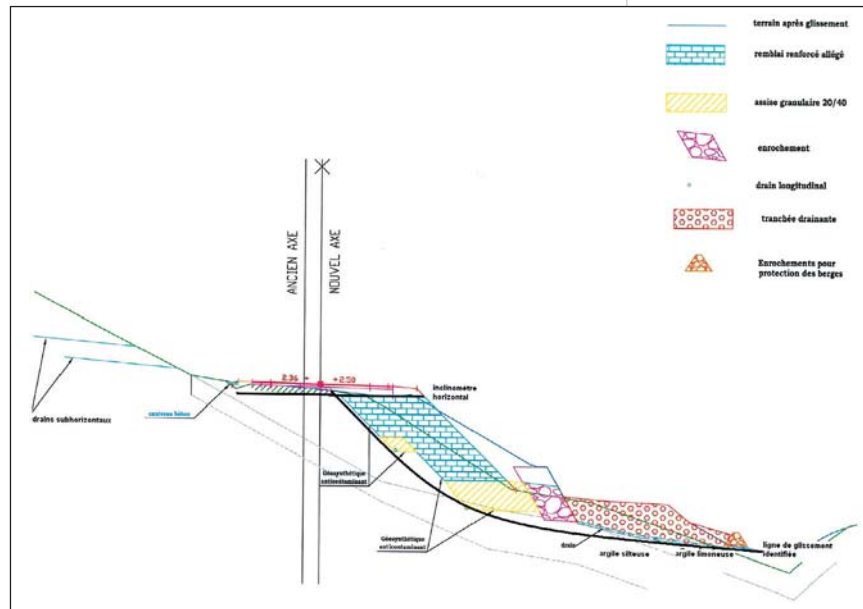 terrain après glissement
remblai renforcé allégé
assise granulaire 20/40
enrochement
drain longitudinal
tranchée drainante
Enrochements pour
protection des berges
ANCIEN AXE
NOUVEL AXE
2.36
+2.50
inclinomètre
horizontal
drains subhorizontaux
caniveau béton
Géosynthétique
anticontaminant
Géosynthétique
anticontaminant
drain
argile silteuse
argile limoneuse
ligne de glissement
identifiée